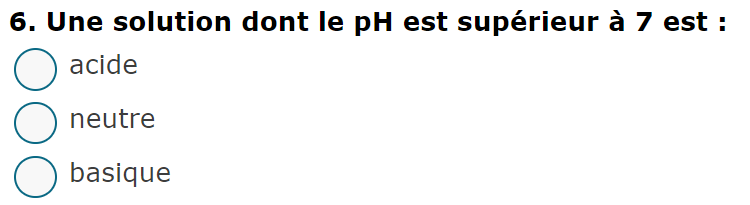 6. Une solution dont le pH est supérieur à 7 est :
acide
neutre
basique